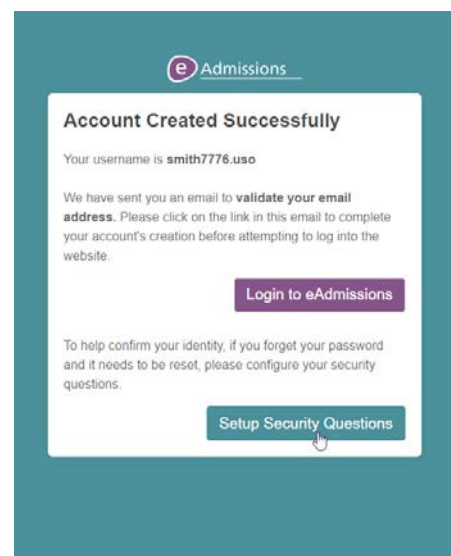 e Admissions
Account Created Successfully
Your username is smith7776.uso
We have sent you an email to validate your email
address. Please click on the link in this email to complete
your account's creation before attempting to log into the
website.
Login to eAdmissions
To help confirm your identity, if you forget your password
and it needs to be reset, please configure your security
questions.
Setup Security Questions